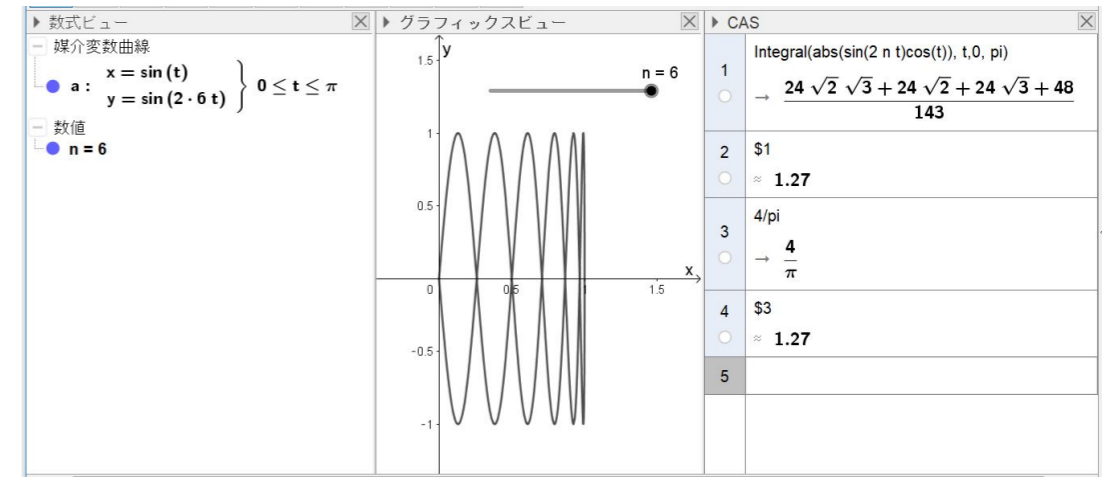 数式ビュー
媒介変数曲線
a : x = sin (t)
y = sin (2 · 6 t) } 0 ≤ t ≤ π
数値
n = 6
グラフィックスビュー
y
1.5
n = 6
1
0.5
x
0
0.5
1
1.5
-0.5
-1
CAS
1
Integral(abs(sin(2 n t)cos(t)), t,0, pi)
→ 24 √2 √3 + 24 √2 + 24 √3 + 48
143
2
$1
≈ 1.27
3
4/pi
→ 4
π
4
$3
≈ 1.27
5